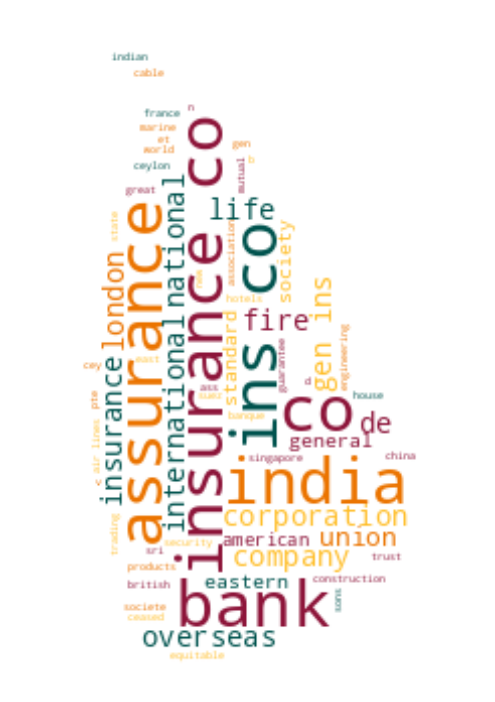 indian
cable
n
france
marine
et
world
gen
b
ceylon
mutual
great
insurance co
assurance
international
national
life
ins co
state
london
association
society
new
hotels
gen ins
fire
standard
engineering
east
guarantee
cey
insurance
ass
suez
pte
house
co
de
banque
general
c air lines
singapore
china
india
corporation
trading
security
american
union
sri
company
trust
products
eastern
construction
british
bank
sons
societe
ceased
overseas
equitable